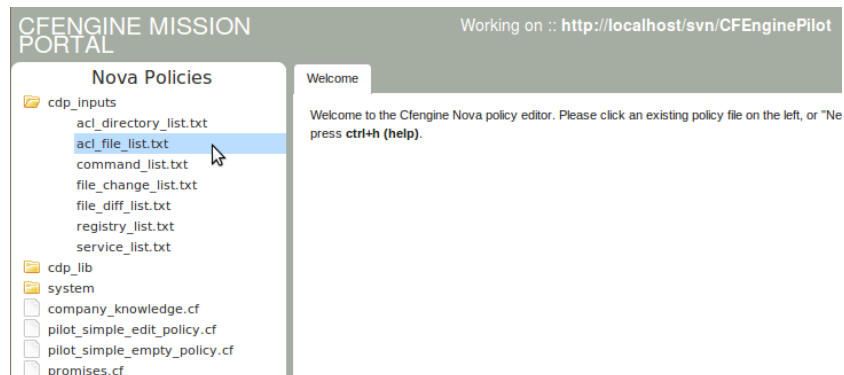 CFENGINE MISSION
PORTAL
Working on :: http://localhost/svn/CFEnginePilot
Nova Policies
cdp_inputs
acl_directory_list.txt
acl_file_list.txt
command_list.txt
file_change_list.txt
file_diff_list.txt
registry_list.txt
service_list.txt
cdp_lib
system
company_knowledge.cf
pilot_simple_edit_policy.cf
pilot_simple_empty_policy.cf
promises.cf
Welcome
Welcome to the Cfengine Nova policy editor. Please click an existing policy file on the left, or "Ne
press ctrl+h (help).